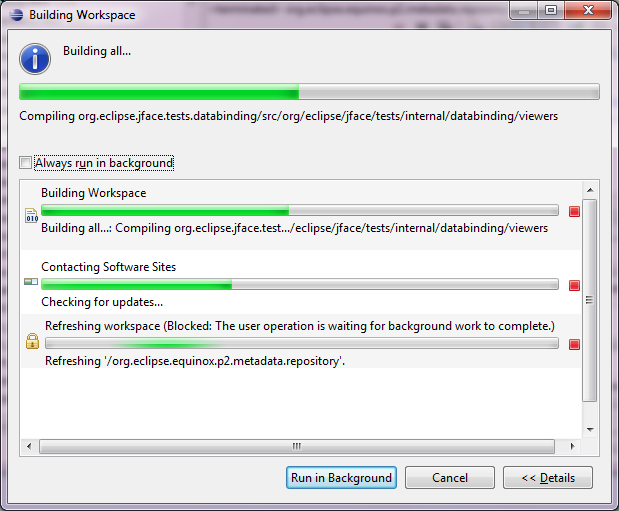 Building Workspace
Building all...
Compiling org.eclipse.jface.tests.databinding/src/org/eclipse/jface/tests/internal/databinding/viewers
Always run in background
Building Workspace
010
Building all...: Compiling org.eclipse.jface.test.../eclipse/jface/tests/internal/databinding/viewers
Contacting Software Sites
Checking for updates...
Refreshing workspace (Blocked: The user operation is waiting for background work to complete.)
Refreshing '/org.eclipse.equinox.p2.metadata.repository'.
Run in Background
Cancel
<< Details